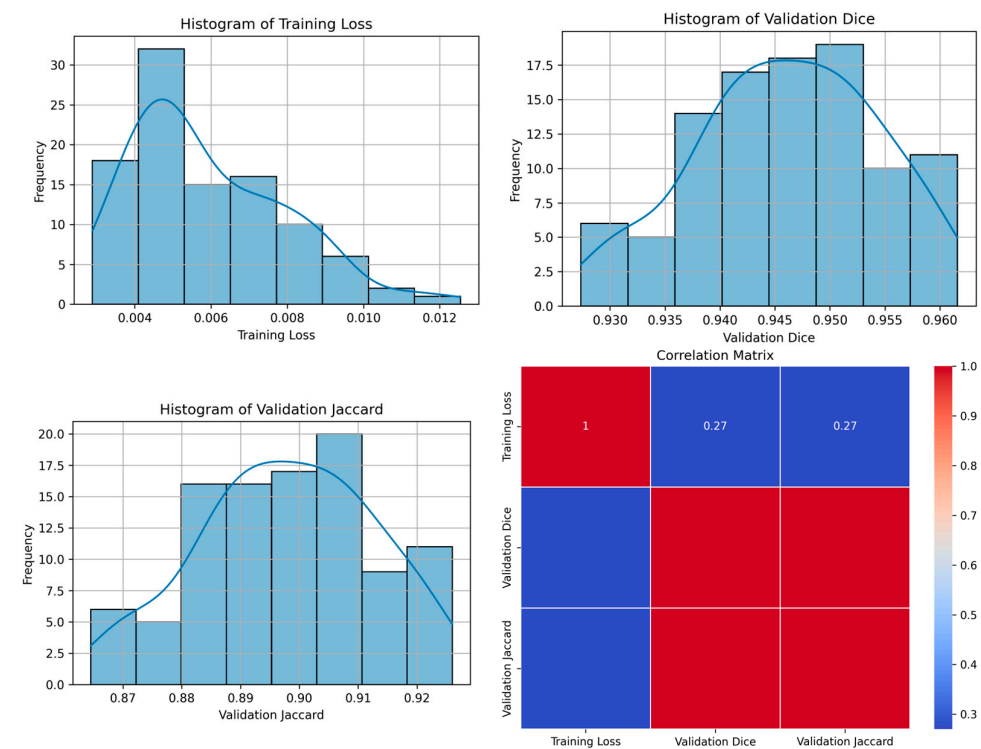 Histogram of Training Loss
Frequency
30
25
20
15
10
5
0
0.004 0.006 0.008 0.010 0.012
Training Loss
Histogram of Validation Dice
Frequency
17.5
15.0
12.5
10.0
7.5
5.0
2.5
0.0
0.930 0.935 0.940 0.945 0.950 0.955 0.960
Validation Dice
Histogram of Validation Jaccard
Frequency
20.0
17.5
15.0
12.5
10.0
7.5
5.0
2.5
0.0
0.87 0.88 0.89 0.90 0.91 0.92
Validation Jaccard
Correlation Matrix
Training Loss
1 0.27 0.27
Validation Dice
Validation Jaccard
Training Loss Validation Dice Validation Jaccard
1.0
0.9
0.8
0.7
0.6
0.5
0.4
0.3